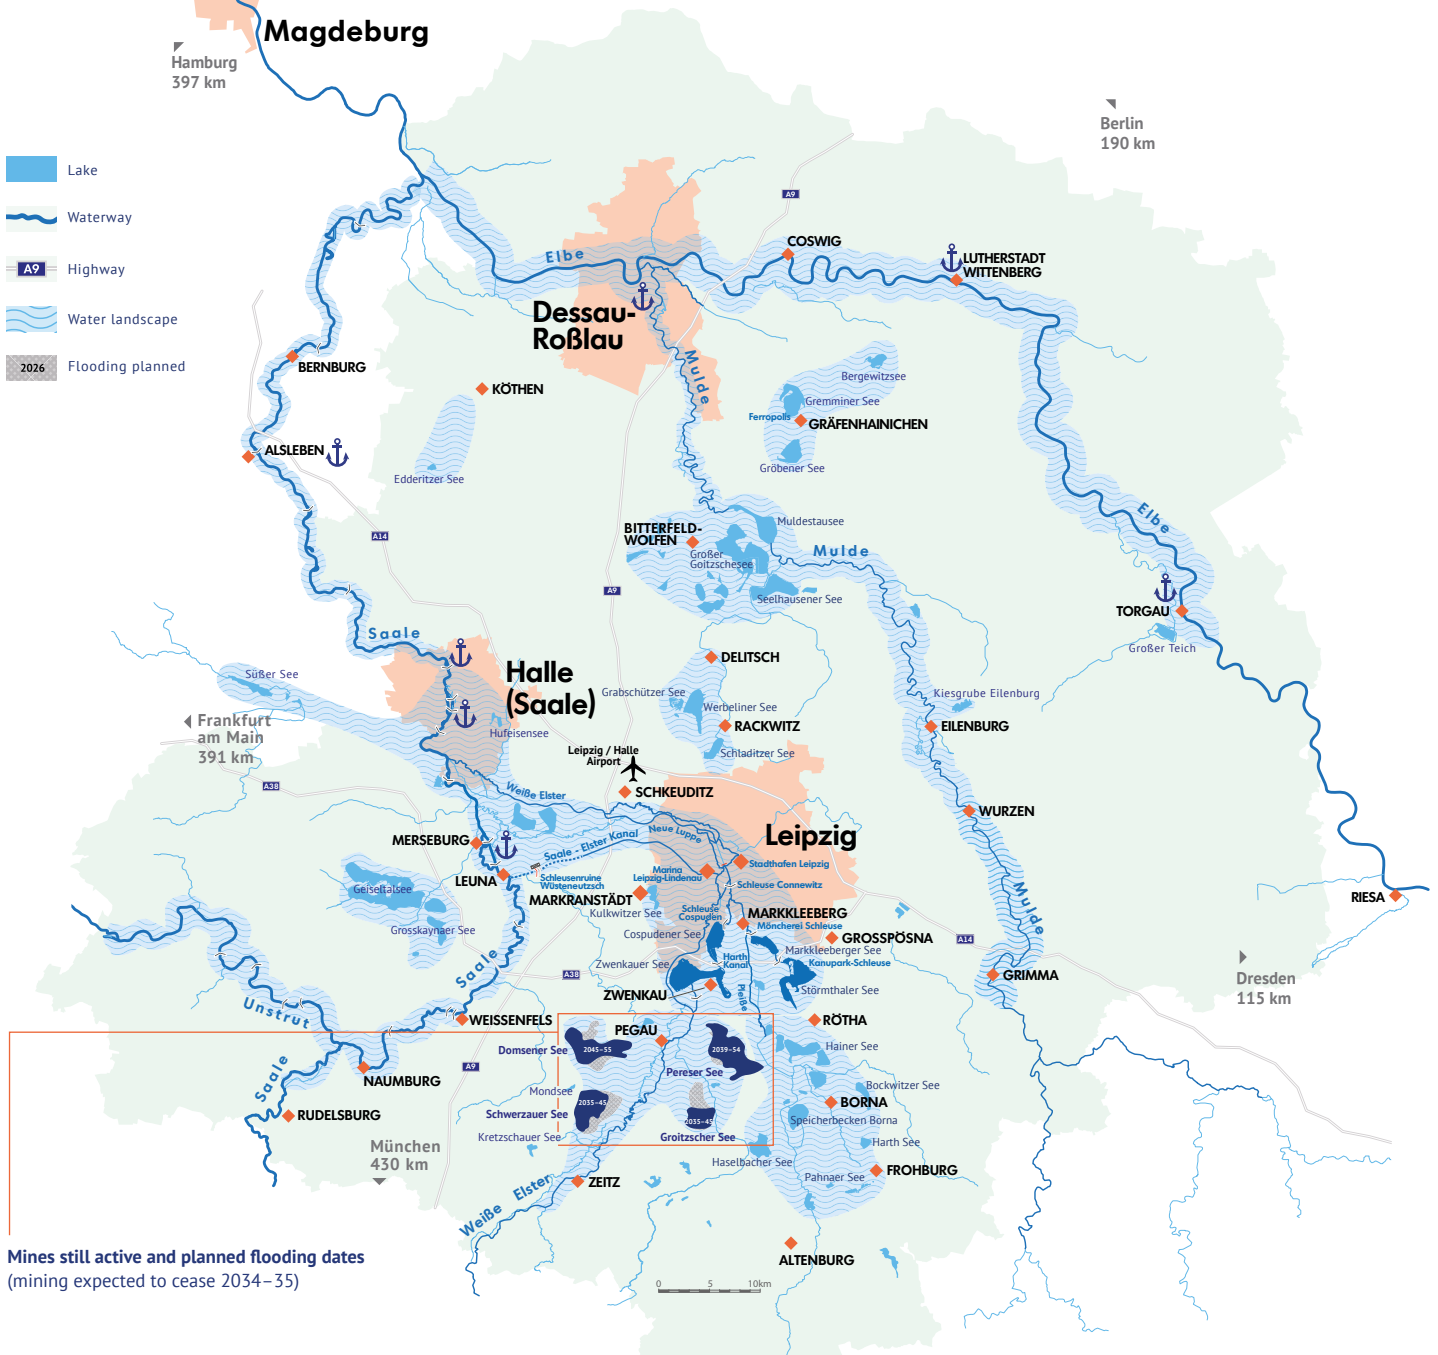 Magdeburg
Hamburg
397 km
Berlin
190 km
Lake
Waterway
A9
Highway
Water landscape
2026
Flooding planned
A9
COSWIG
Elbe
LUTHERSTADT
WITTENBERG
Dessau-
Roßlau
BERNBURG
Mulde
KÖTHEN
Bergewitzsee
Gremminer See
Ferropolis
GRÄFENHAINICHEN
ALSLEBEN
Edderitzer See
Gröbener See
Elbe
A14
BITTERFELD-
WOLFEN
Muldestausee
Großer
Goitzschesee
Mulde
A9
Seelhausener See
TORGAU
Großer Teich
Saale
Süßer See
Halle
(Saale)
DELITSCH
Grabschützer See
Werbeliner See
Kiesgrube Eilenburg
Frankfurt
am Main
391 km
Hufeisensee
RACKWITZ
EILENBURG
Leipzig / Halle
Airport
Schladitzer See
A38
Weiße Elster
SCHKEUDITZ
WURZEN
MERSEBURG
Saale - Elster Kanal
Neue Luppe
Leipzig
Stadthafen Leipzig
LEUNA
Schleusenruine
Wüsteneutzsch
Marina
Leipzig-Lindenau
Schleuse Connewitz
Geiseltalsee
MARKRANSTÄDT
Kulkwitzer See
Schleuse
Cospuden
MARKKLEEBERG
Möncherei Schleuse
RIESA
Mulde
Grosskaynaer See
Cospudener See
GROSSPÖSNA
A14
Markkleeberger See
Harth
Kanal
Kanupark-Schleuse
Zwenkauer See
Saale
A38
GRIMMA
Dresden
115 km
ZWENKAU
Pleiße
Störmthaler See
Unstrut
WEISSENFELS
PEGAU
RÖTHA
Domsener See
2045–55
2039–54
Hainer See
Pereser See
A9
NAUMBURG
Saale
Mondsee
2035-45
Bockwitzer See
BORNA
Schwerzauer See
2035-45
Speicherbecken Borna
RUDELSBURG
Kretzschauer See
Groitzscher See
Harth See
München
430 km
Haselbacher See
FROHBURG
Pahnaer See
ZEITZ
Weiße Elster
ALTENBURG
Mines still active and planned flooding dates
(mining expected to cease 2034–35)
0 5 10km